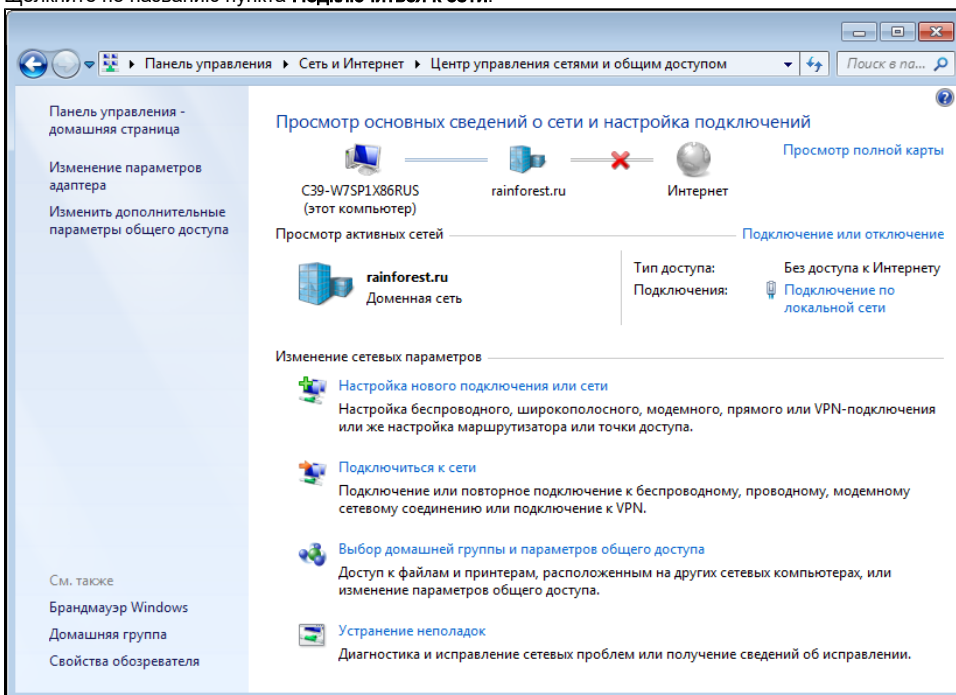 Щелкните по названию пункта Подключиться к сети.
Панель управления ▸ Сеть и Интернет ▸ Центр управления сетями и общим доступом
Поиск в па...
Панель управления -
домашняя страница
Изменение параметров
адаптера
Изменить дополнительные
параметры общего доступа
Просмотр основных сведений о сети и настройка подключений
Просмотр полной карты
C39-W7SP1X86RUS
(этот компьютер)
rainforest.ru
Интернет
Просмотр активных сетей
Подключение или отключение
rainforest.ru
Доменная сеть
Тип доступа: Без доступа к Интернету
Подключения: Подключение по
локальной сети
Изменение сетевых параметров
Настройка нового подключения или сети
Настройка беспроводного, широкополосного, модемного, прямого или VPN-подключения
или же настройка маршрутизатора или точки доступа.
Подключиться к сети
Подключение или повторное подключение к беспроводному, проводному, модемному
сетевому соединению или подключение к VPN.
Выбор домашней группы и параметров общего доступа
Доступ к файлам и принтерам, расположенным на других сетевых компьютерах, или
изменение параметров общего доступа.
Устранение неполадок
Диагностика и исправление сетевых проблем или получение сведений об исправлении.
См. также
Брандмауэр Windows
Домашняя группа
Свойства обозревателя